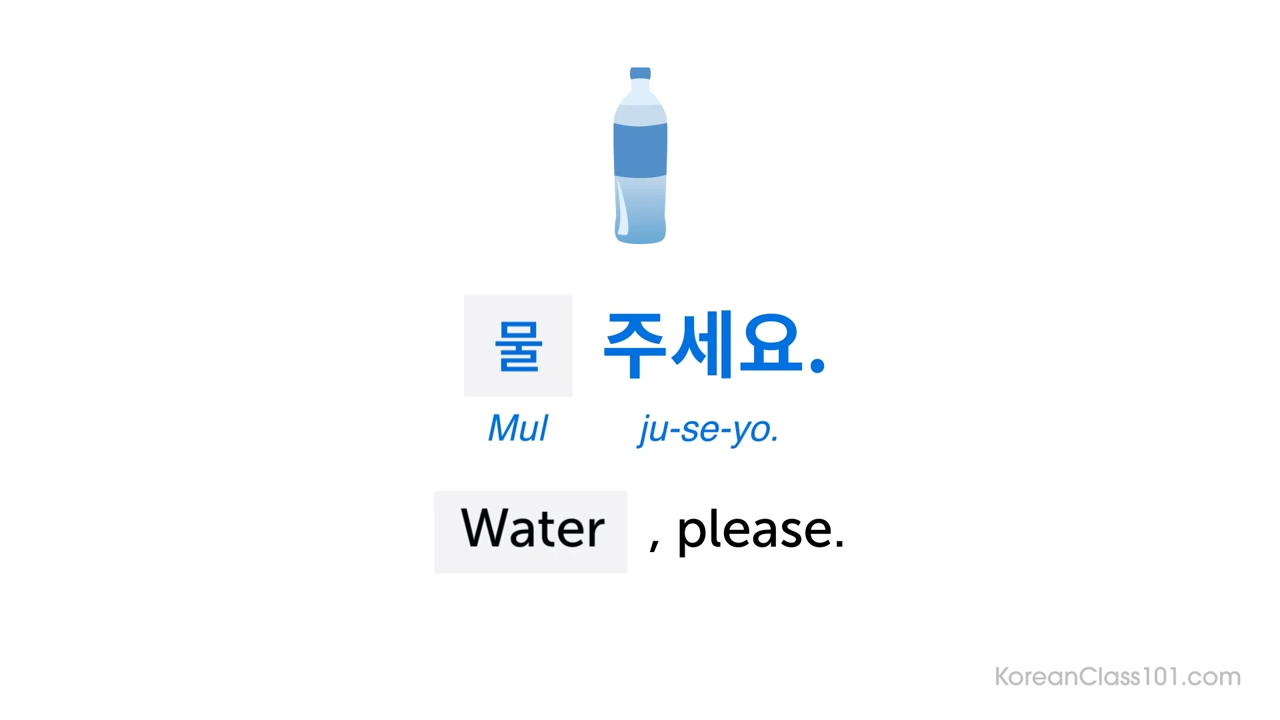 물 주세요.
Mul ju-se-yo.
Water , please.
KoreanClass101.com